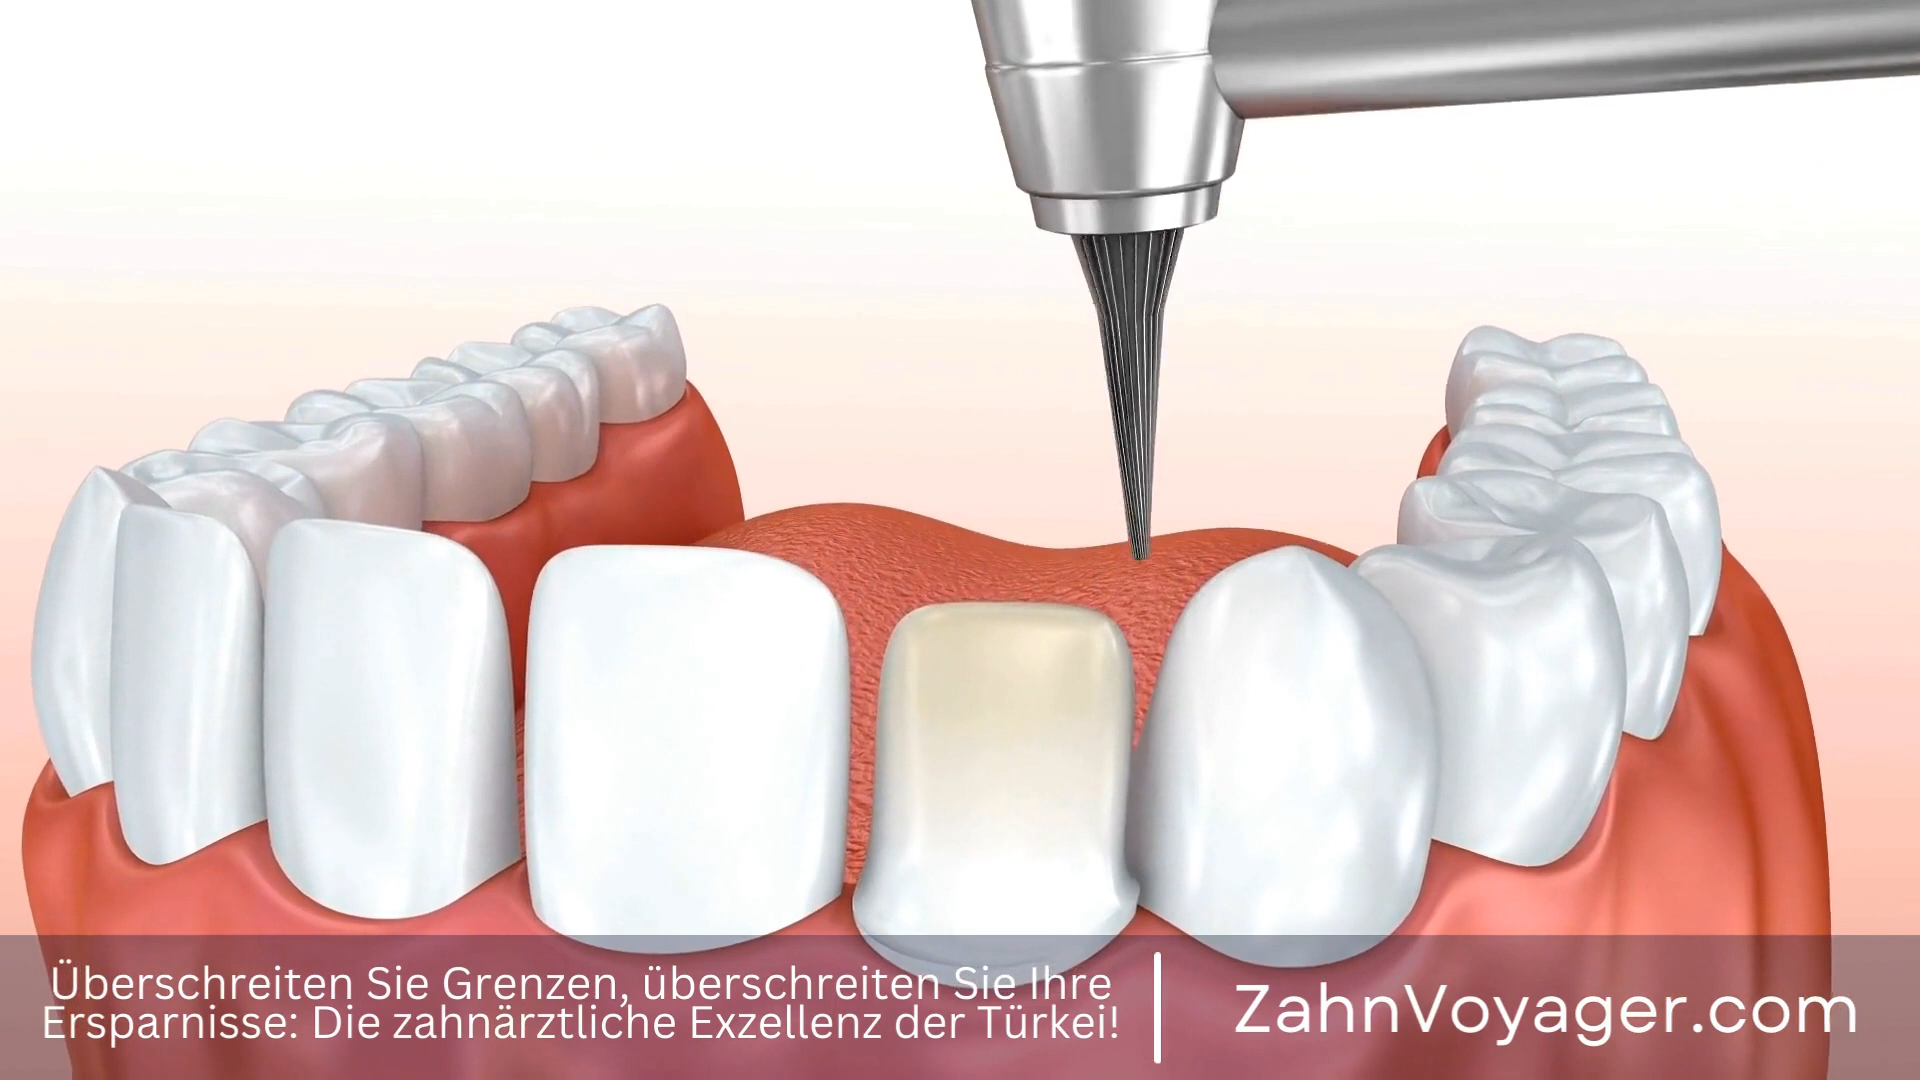 Überschreiten Sie Grenzen, überschreiten Sie Ihre
Ersparnisse: Die zahnärztliche Exzellenz der Türkei!
ZahnVoyager.com